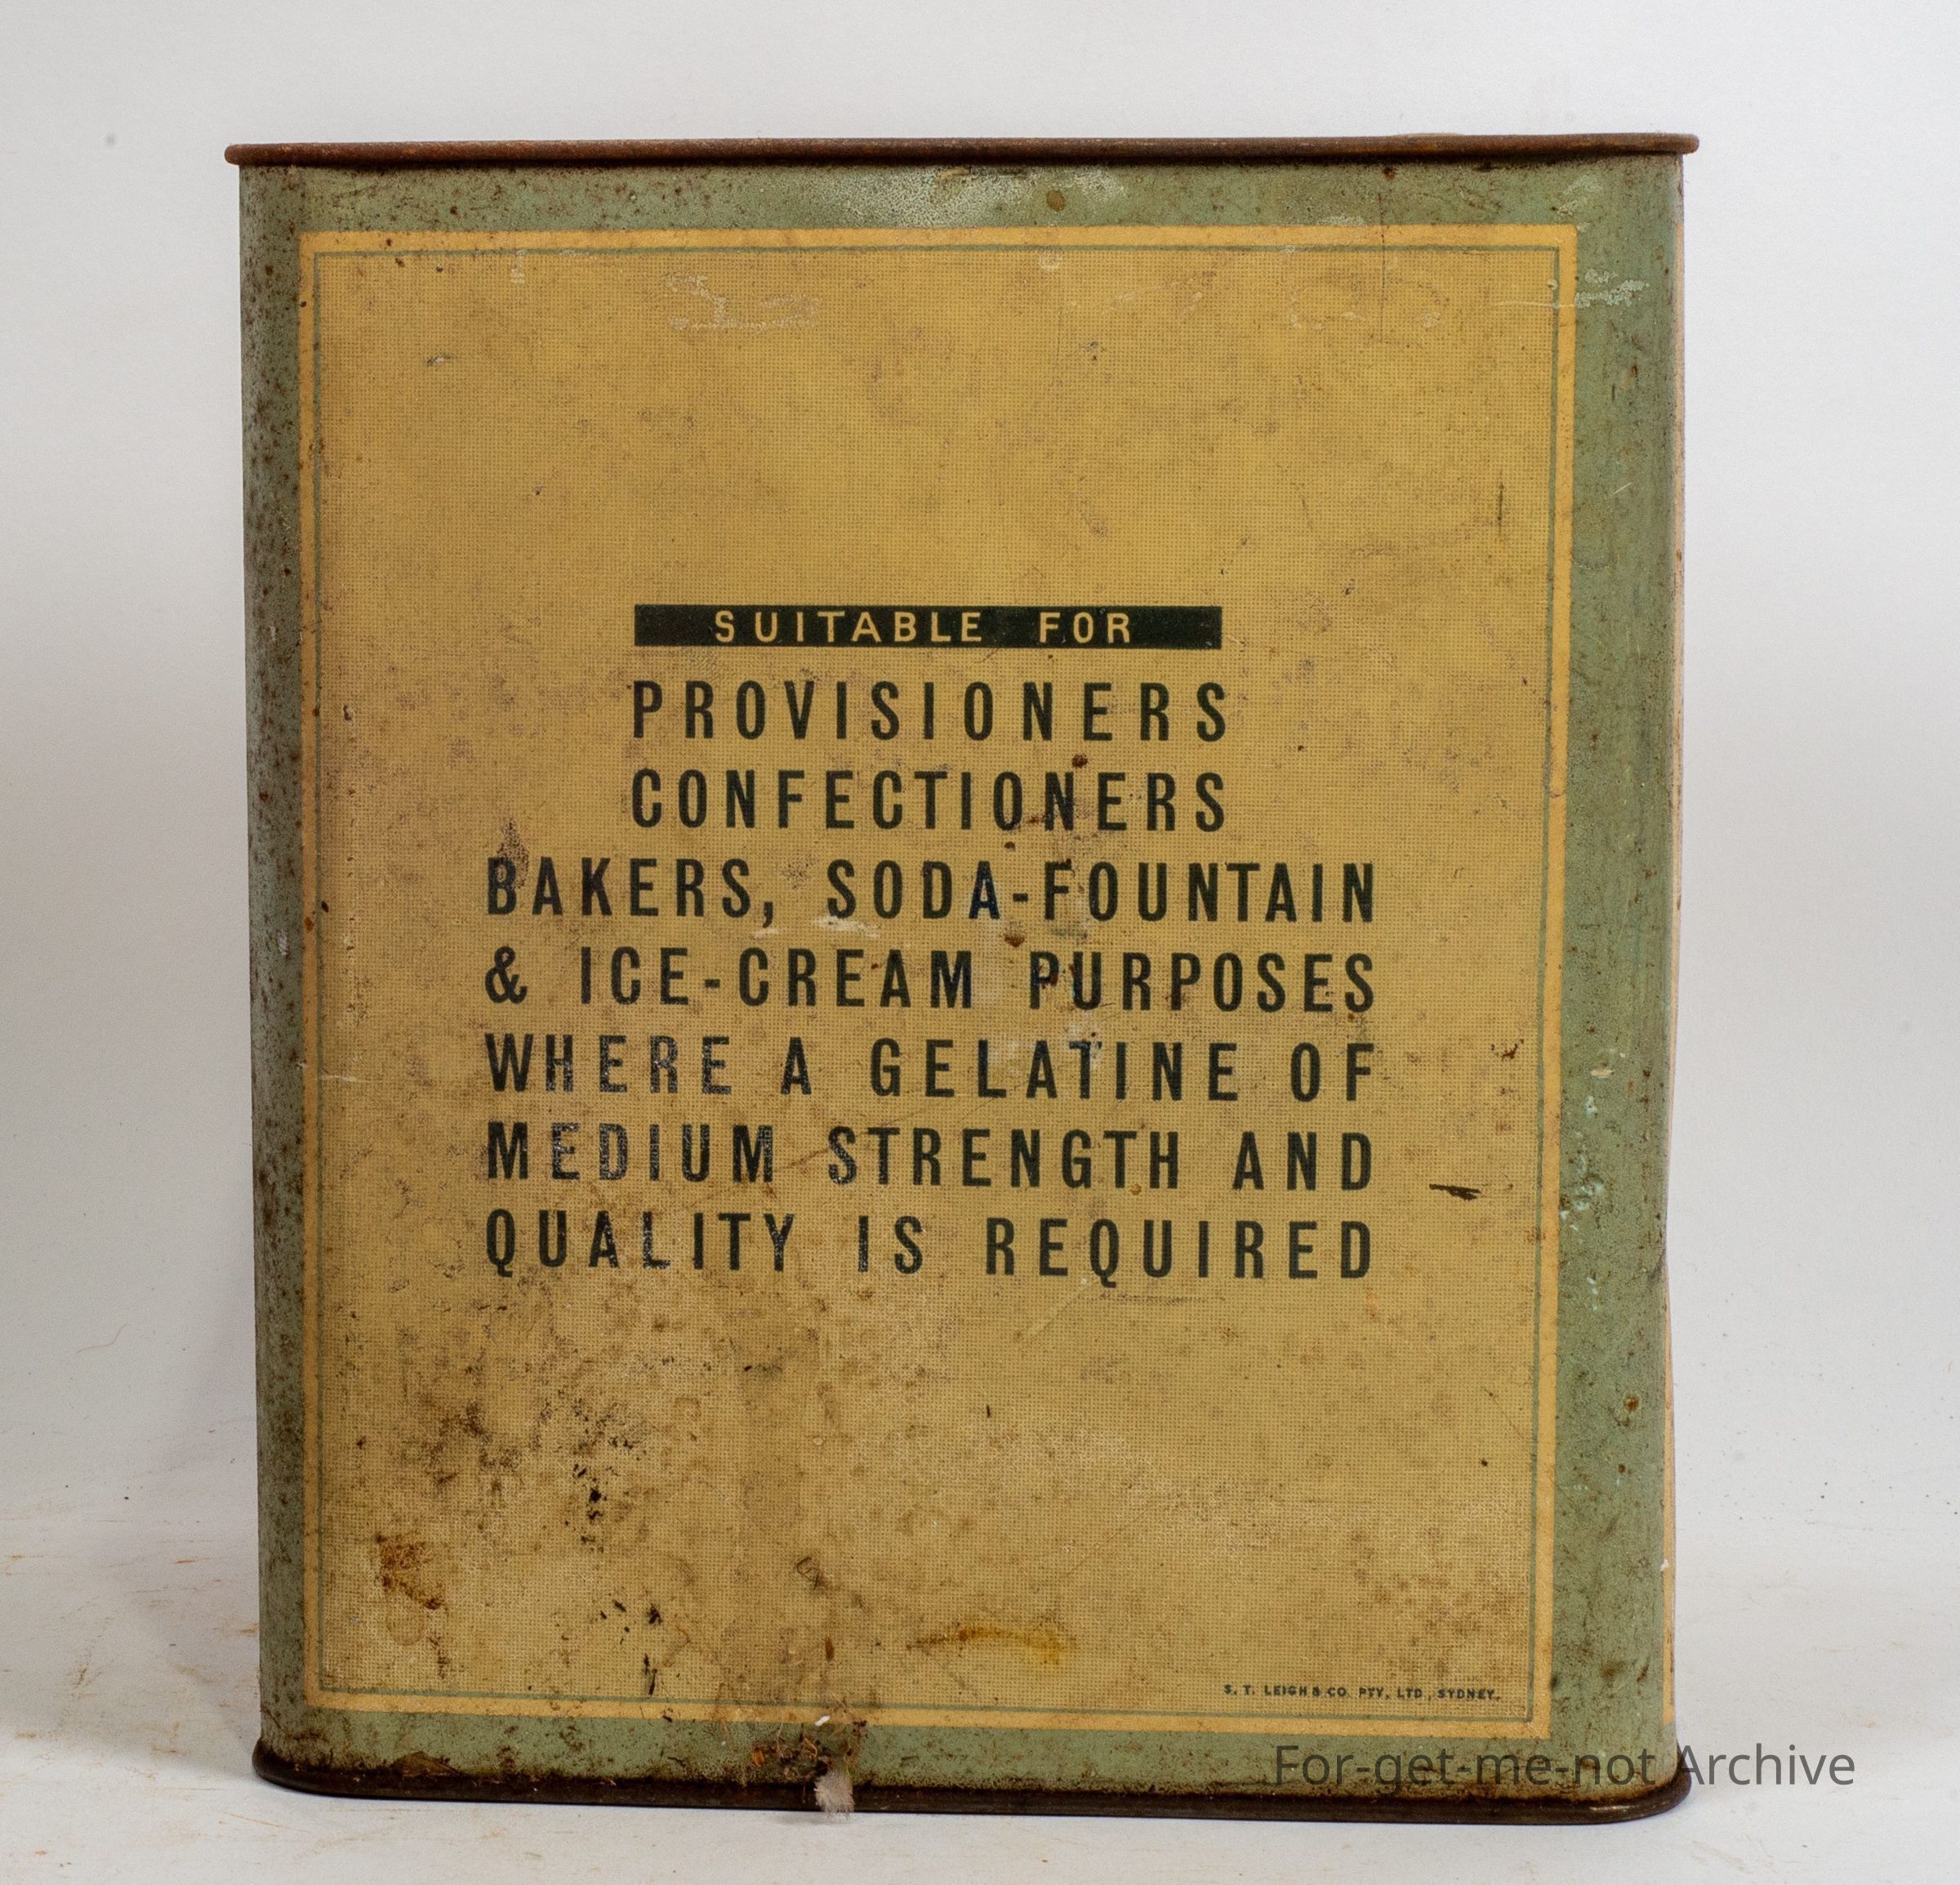 SUITABLE FOR
PROVISIONERS
CONFECTIONERS
BAKERS, SODA-FOUNTAIN
& ICE-CREAM PURPOSES
WHERE A GELATINE OF
MEDIUM STRENGTH AND
QUALITY IS REQUIRED
S. T. LEIGH & CO. PTY. LTD., SYDNEY.
For-get-me-not Archive